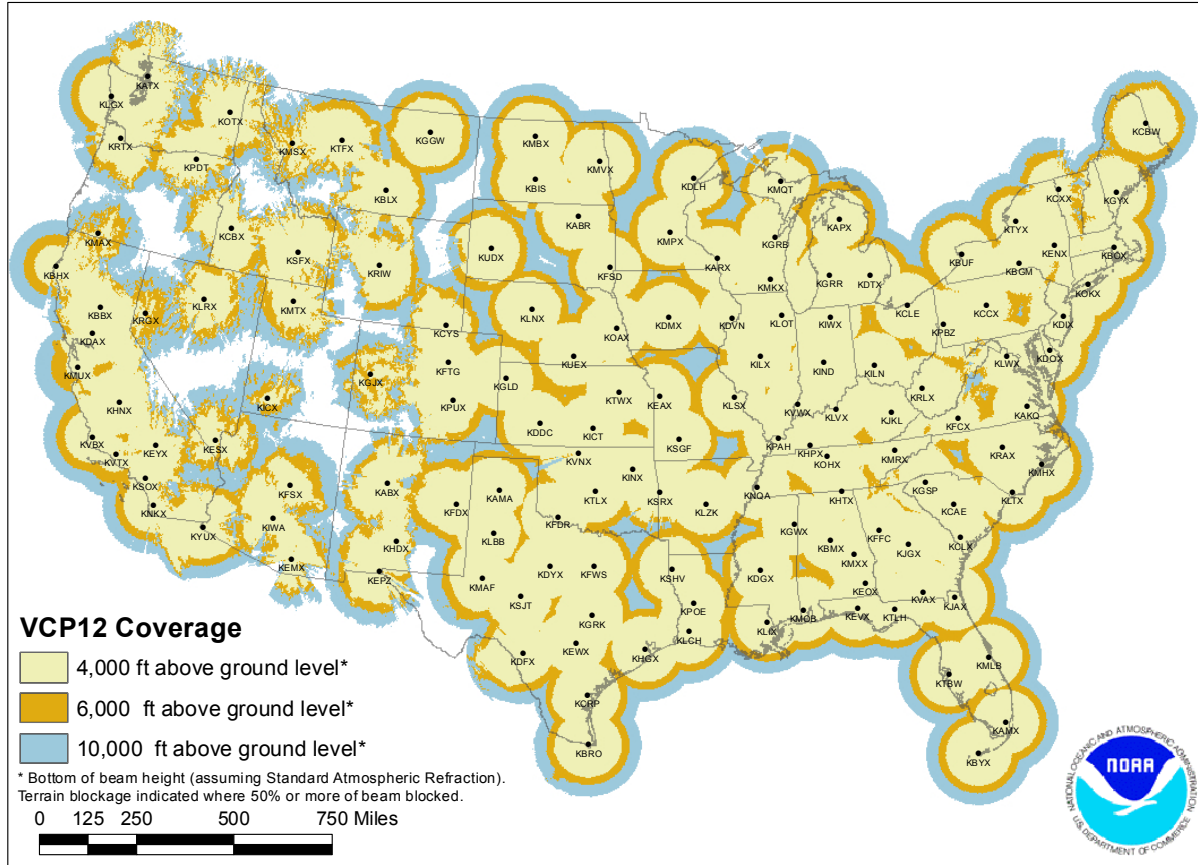 KATX
KLGX
KOTX
KRTX
KPDT
KMSX
KTFX
KGGW
KMBX
KMVX
KBIS
KDLH
KMQT
KCBW
KBLX
KABR
KMPX
KGRB
KAPX
KCXX
KGYX
KTYX
KMAX
KCBX
KSFX
KRIW
KUDX
KFSD
KARX
KMKX
KGRR
KDTX
KBUF
KBGM
KENX
KBOX
KBHX
KBBX
KRGX
KLRX
KMTX
KCYS
KLNX
KOAX
KDMX
KDVN
KLOT
KIWX
KCLE
KPBZ
KCCX
KOKX
KDIX
KDAX
KMUX
KHNX
KICX
KGJX
KFTG
KPUX
KGLD
KUEX
KTWX
KEAX
KILX
KLSX
KIND
KILN
KLWX
KDOX
KRLX
KAKQ
KVBX
KVTX
KEYX
KESX
KDDC
KICT
KSGF
KVWX
KLVX
KJKL
KFCX
KPAH
KHPX
KOHX
KMRX
KRAX
KMHX
KSOX
KNKX
KYUX
KFSX
KIWA
KEMX
KABX
KHDX
KEPZ
KFDX
KAMA
KLBB
KVNX
KINX
KTLX
KFDR
KSRX
KLZK
KNQA
KHTX
KGSP
KCAE
KLTX
KCLX
KGWX
KBMX
KFFC
KJGX
KMXX
KEOX
KMAF
KDYX
KFWS
KSJT
KSHV
KDGX
KPOE
KGRK
KLCH
KLIX
KMOB
KEVX
KTLH
KVAX
KJAX
KDFX
KEWX
KHGX
KCRP
KBRO
KMLB
KTBW
KAMX
KBYX
VCP12 Coverage
4,000 ft above ground level*
6,000 ft above ground level*
10,000 ft above ground level*
* Bottom of beam height (assuming Standard Atmospheric Refraction).
Terrain blockage indicated where 50% or more of beam blocked.
0 125 250 500 750 Miles
NATIONAL OCEANIC AND ATMOSPHERIC ADMINISTRATION
NOAA
U.S. DEPARTMENT OF COMMERCE